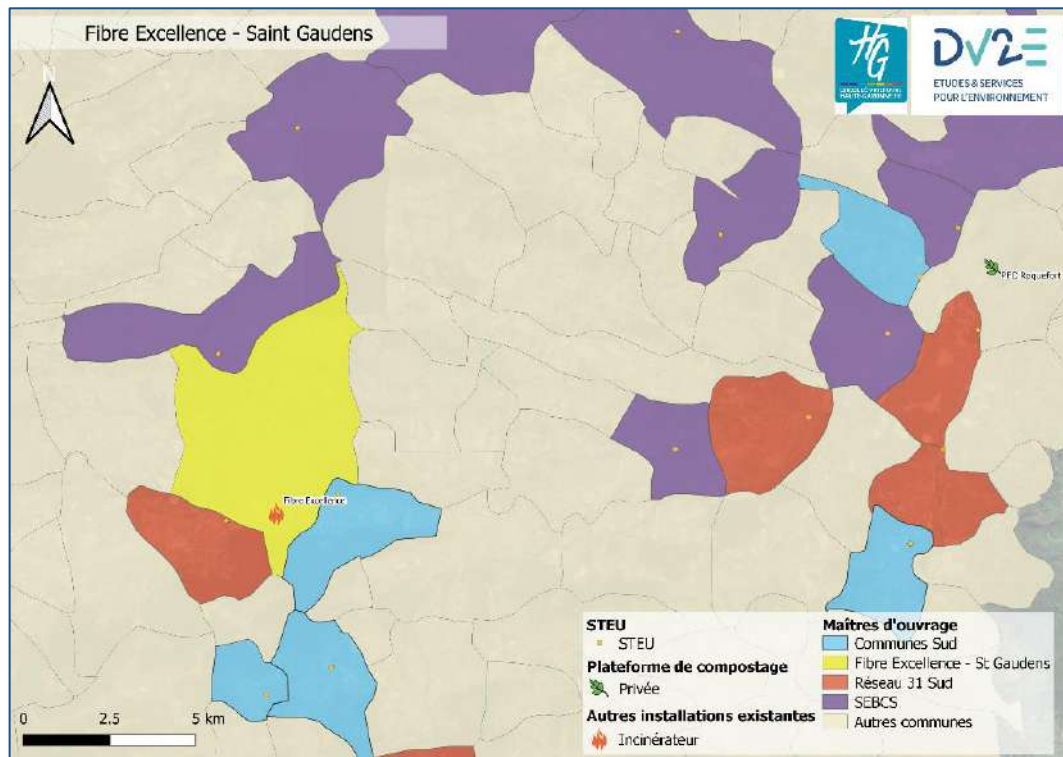 Fibre Excellence - Saint Gaudens
N
HG
DV2E
ETUDES & SERVICES
POUR L'ENVIRONNEMENT
PFC Roquefort
Fibre Excellence
STEU
STEU
Plateforme de compostage
Privée
Autres installations existantes
Incinérateur
Maîtres d'ouvrage
Communes Sud
Fibre Excellence - St Gaudens
Réseau 31 Sud
SEBCS
Autres communes
0 2.5 5 km